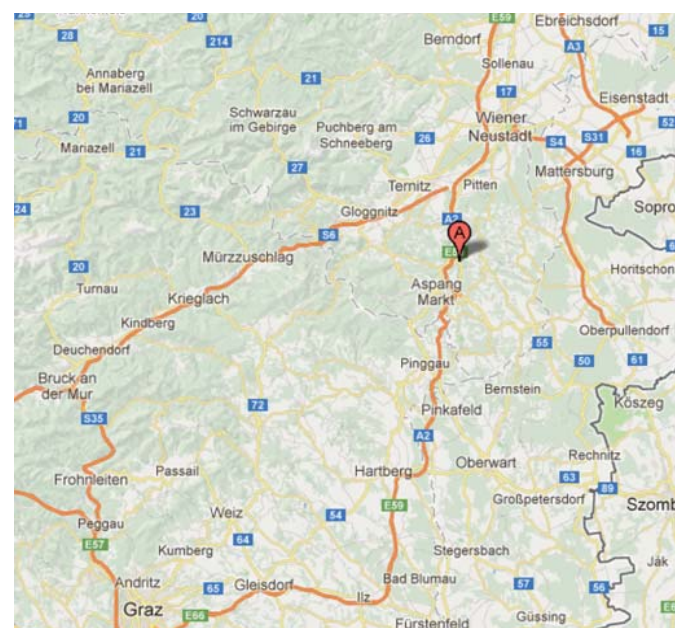 20
E59
Ebreichsdorf
28
214
Berndorf
A3
15
Sollenau
Annaberg
bei Mariazell
21
17
Eisenstadt
Schwarzau
im Gebirge
Wiener
Neustadt
20
Puchberg am
Schneeberg
26
S4
S31
52
Mariazell
21
16
27
Mattersburg
Ternitz
Pitten
24
23
Gloggnitz
A2
Sopro
S6
A
Mürzzuschlag
20
Aspang
Markt
Horitschon
Turnau
Krieglach
Kindberg
Oberpullendorf
Deuchendorf
55
50
61
Pinggau
Bruck an
der Mur
Bernstein
72
Köszeg
S35
Pinkafeld
A2
Rechnitz
Frohnleiten
Passail
Hartberg
Oberwart
63
89
Großpetersdorf
E59
Szomb
Weiz
54
Peggau
E57
64
Kumberg
Stegersbach
Ják
Andritz
65
Gleisdorf
Bad Blumau
57
56
Ilz
Graz
E66
Fürstenfeld
Güssing